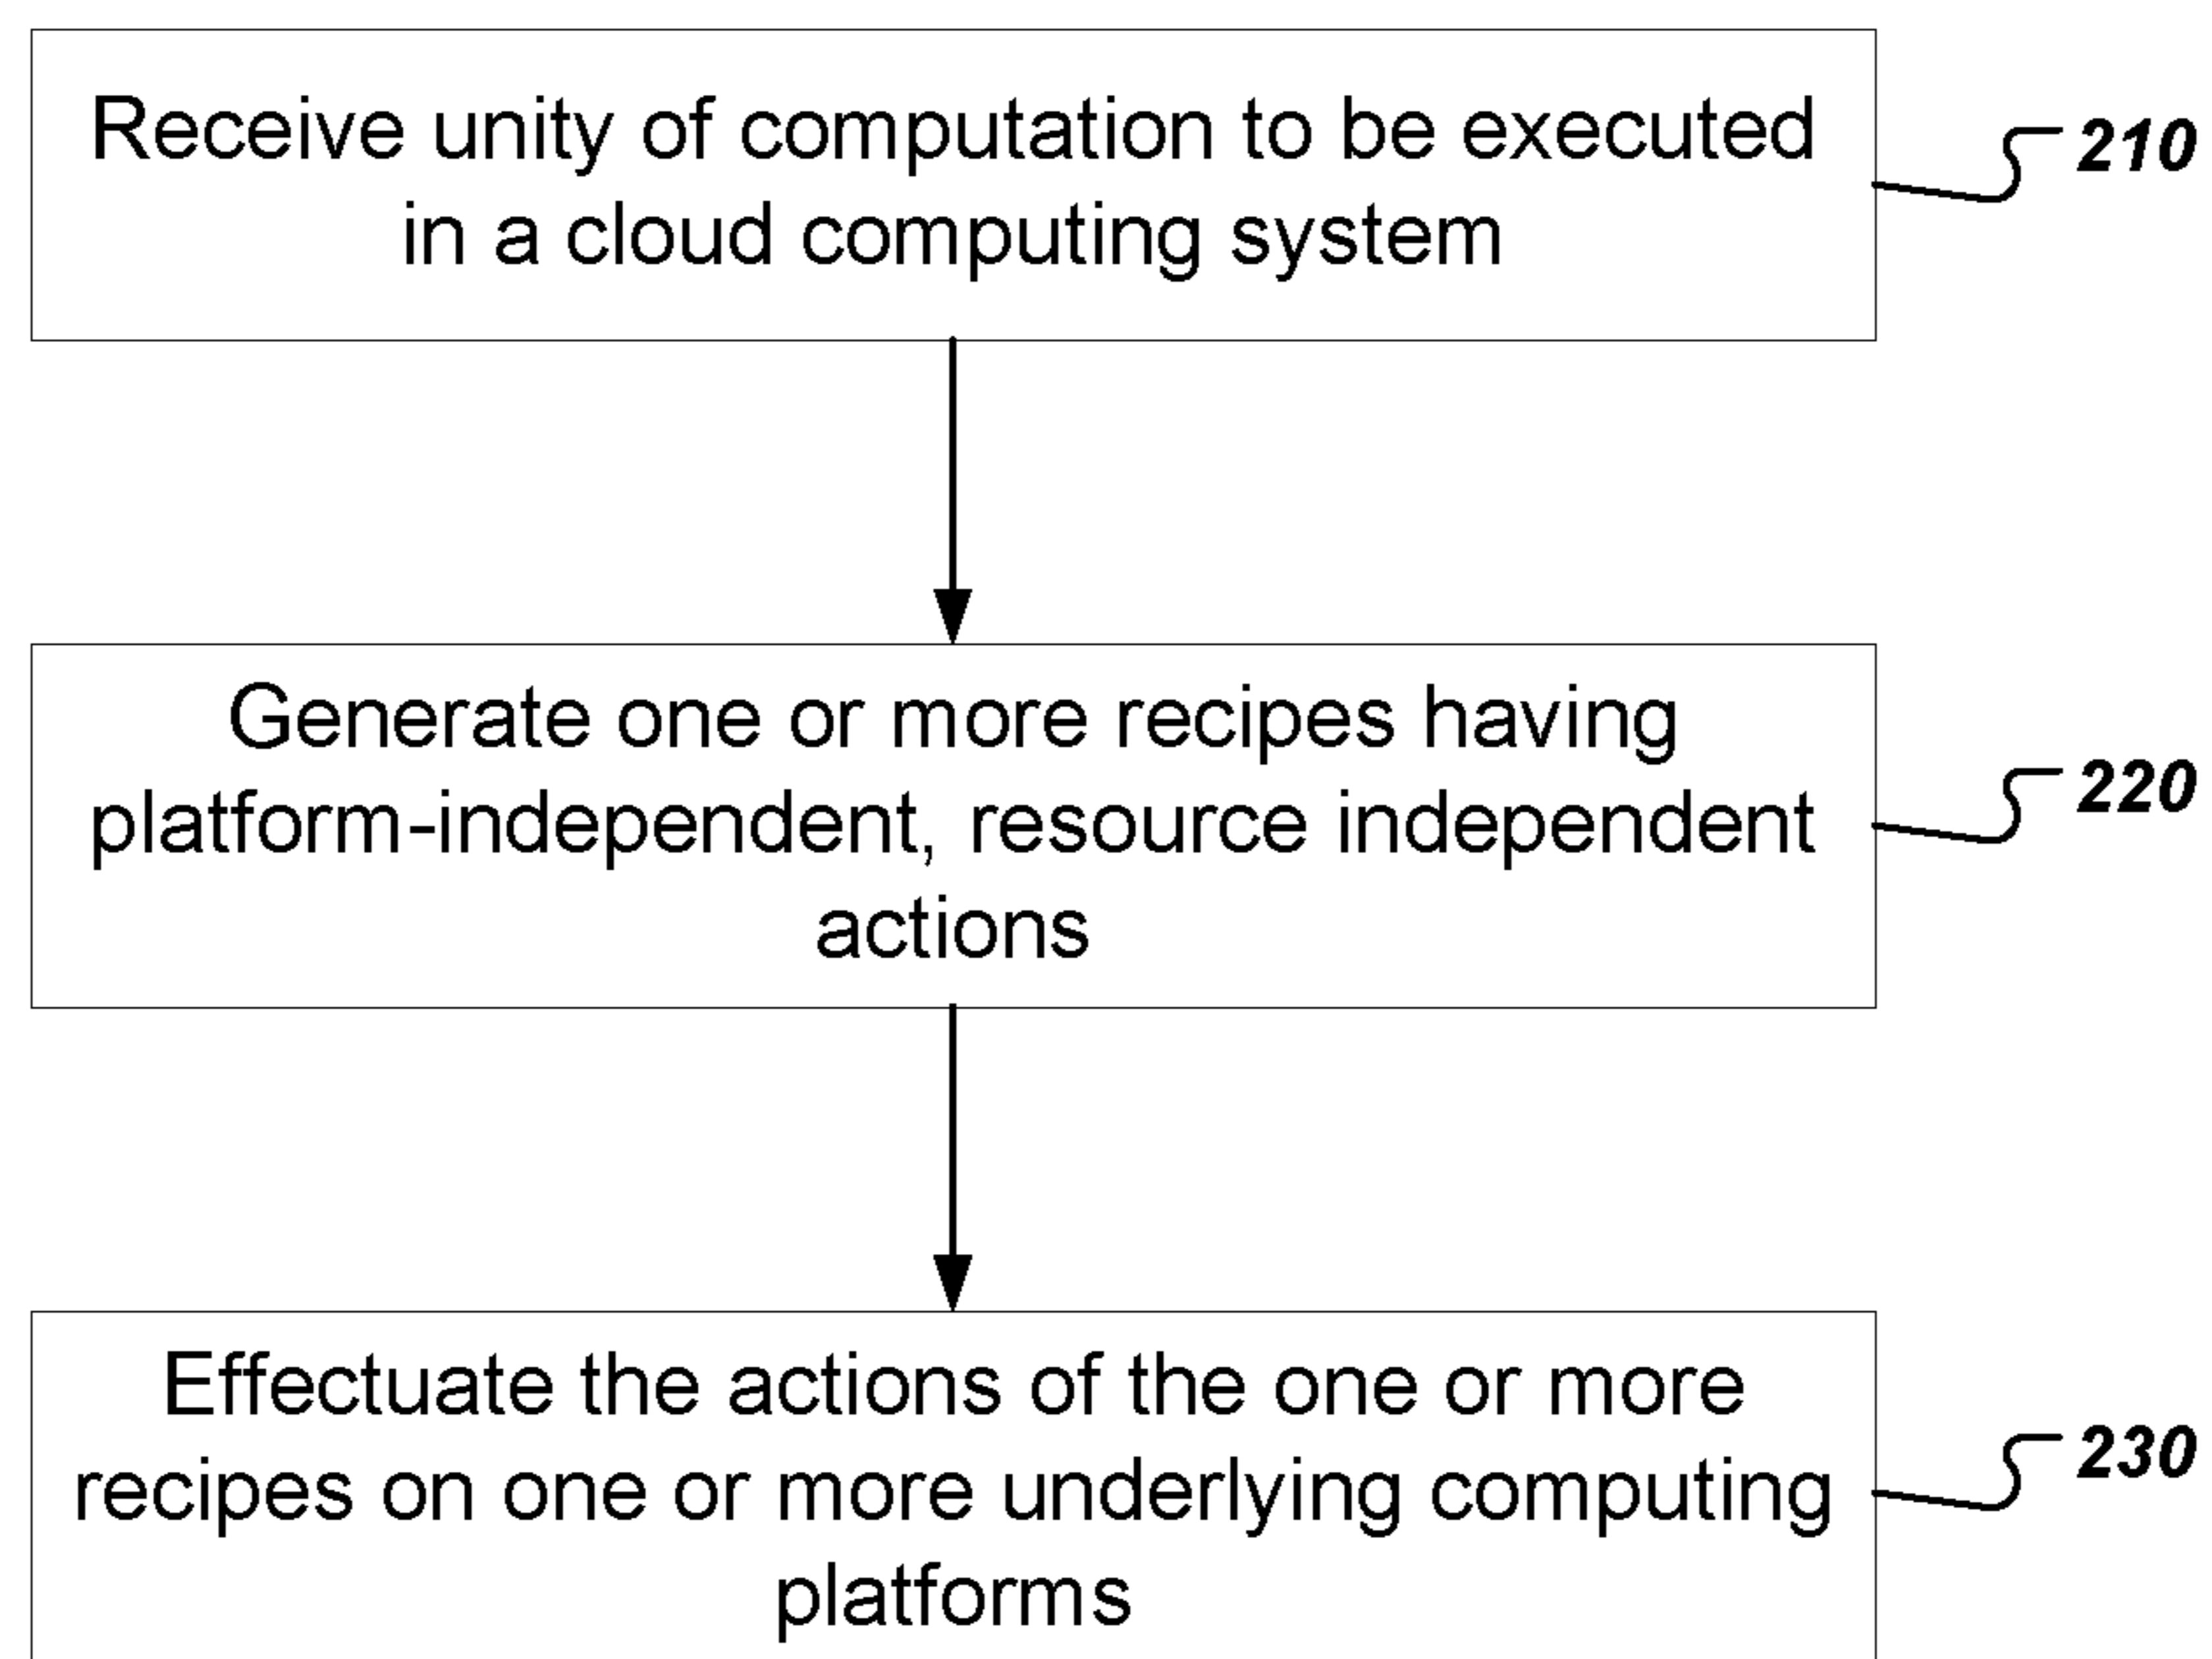 Receive unity of computation to be executed
in a cloud computing system
210
Generate one or more recipes having
platform-independent, resource independent
actions
220
Effectuate the actions of the one or more
recipes on one or more underlying computing
platforms
230